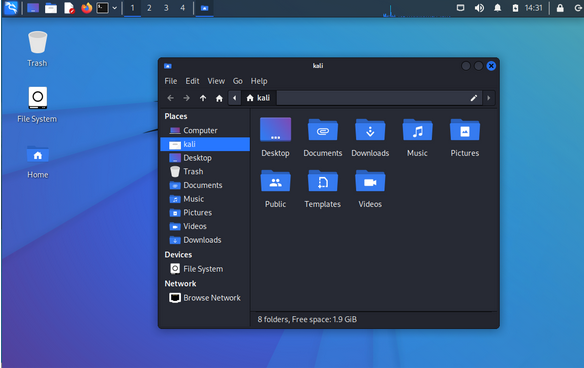 1 2 3 4 14:31
Trash
File System
Home
kali
File Edit View Go Help
kali
Places
Computer
kali
Desktop
Trash
Documents
Music
Pictures
Videos
Downloads
Devices
File System
Network
Browse Network
Desktop Documents Downloads Music Pictures
Public Templates Videos
8 folders, Free space: 1.9 GiB